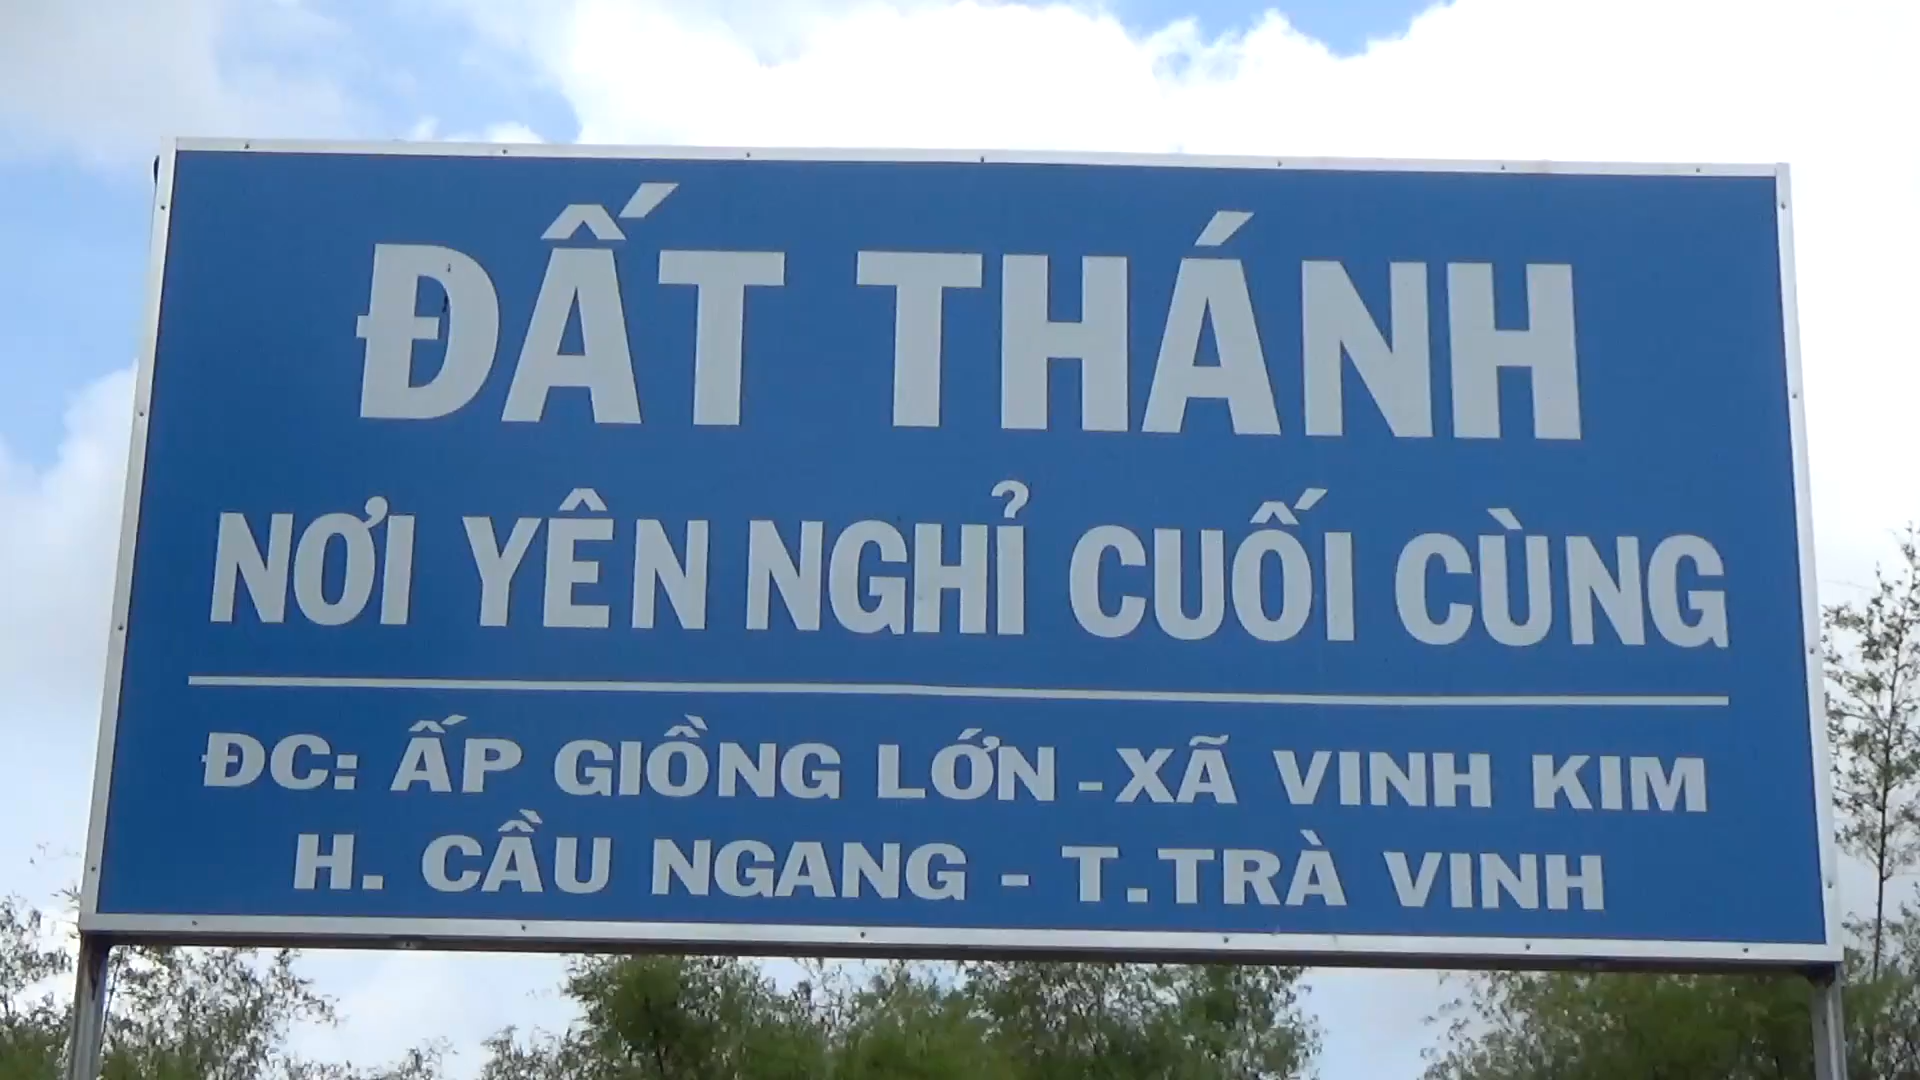 ĐẤT THÁNH
NƠI YÊN NGHỈ CUỐI CÙNG
ĐC: ẤP GIỒNG LỚN - XÃ VINH KIM
H. CẦU NGANG - T.TRÀ VINH